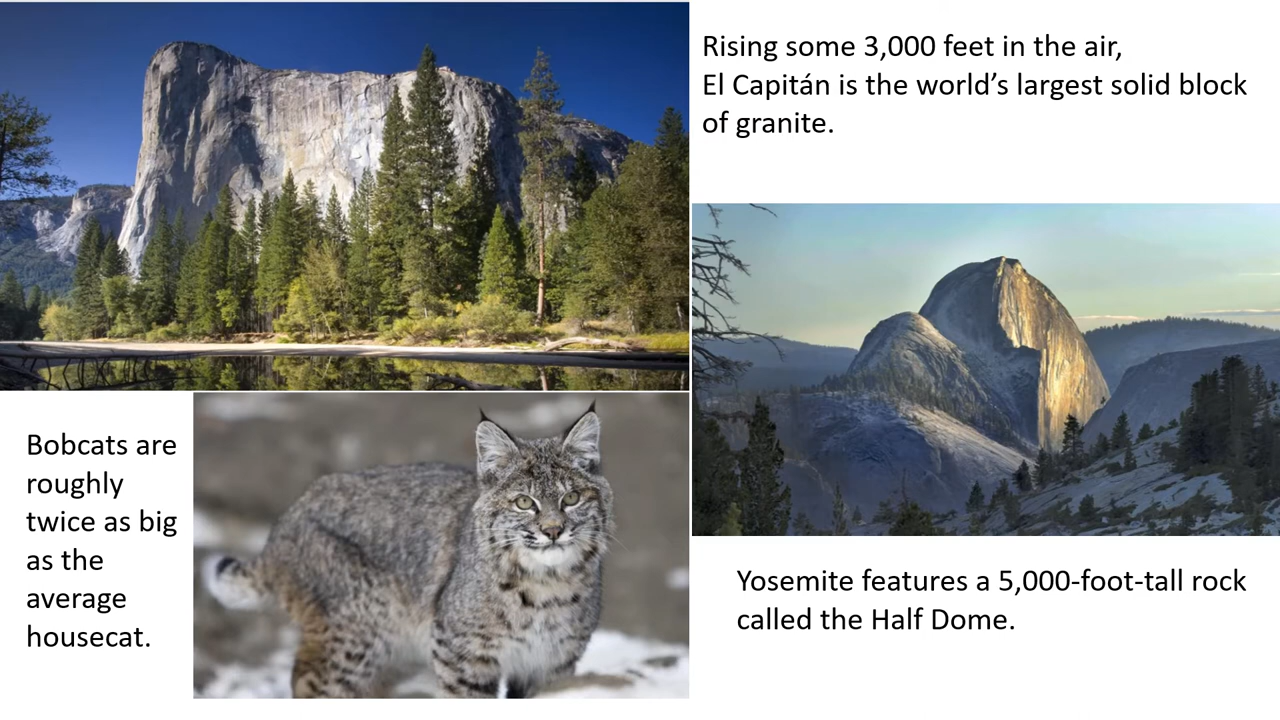 Rising some 3,000 feet in the air,
El Capitán is the world’s largest solid block
of granite.
Bobcats are
roughly
twice as big
as the
average
housecat.
Yosemite features a 5,000-foot-tall rock
called the Half Dome.